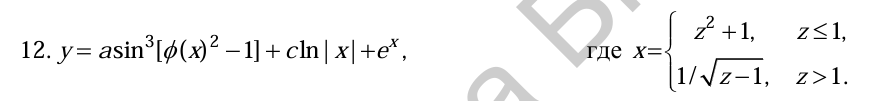 12. y = a sin³[ϕ(x)² − 1] + c ln | x | + eˣ, где x = { z² + 1, z ≤ 1,
1/√(z − 1), z > 1.